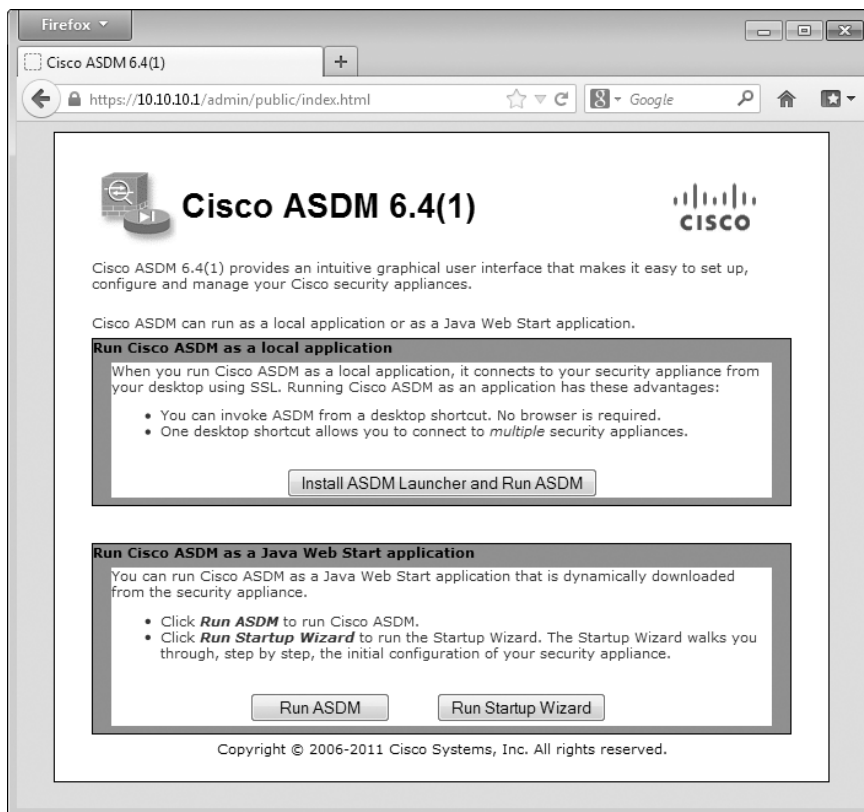 Firefox
Cisco ASDM 6.4(1)
+
https://10.10.10.1/admin/public/index.html
8
Google
Cisco ASDM 6.4(1)
CISCO
Cisco ASDM 6.4(1) provides an intuitive graphical user interface that makes it easy to set up,
configure and manage your Cisco security appliances.
Cisco ASDM can run as a local application or as a Java Web Start application.
Run Cisco ASDM as a local application
When you run Cisco ASDM as a local application, it connects to your security appliance from
your desktop using SSL. Running Cisco ASDM as an application has these advantages:
• You can invoke ASDM from a desktop shortcut. No browser is required.
• One desktop shortcut allows you to connect to multiple security appliances.
Install ASDM Launcher and Run ASDM
Run Cisco ASDM as a Java Web Start application
You can run Cisco ASDM as a Java Web Start application that is dynamically downloaded
from the security appliance.
• Click Run ASDM to run Cisco ASDM.
• Click Run Startup Wizard to run the Startup Wizard. The Startup Wizard walks you
through, step by step, the initial configuration of your security appliance.
Run ASDM
Run Startup Wizard
Copyright © 2006-2011 Cisco Systems, Inc. All rights reserved.